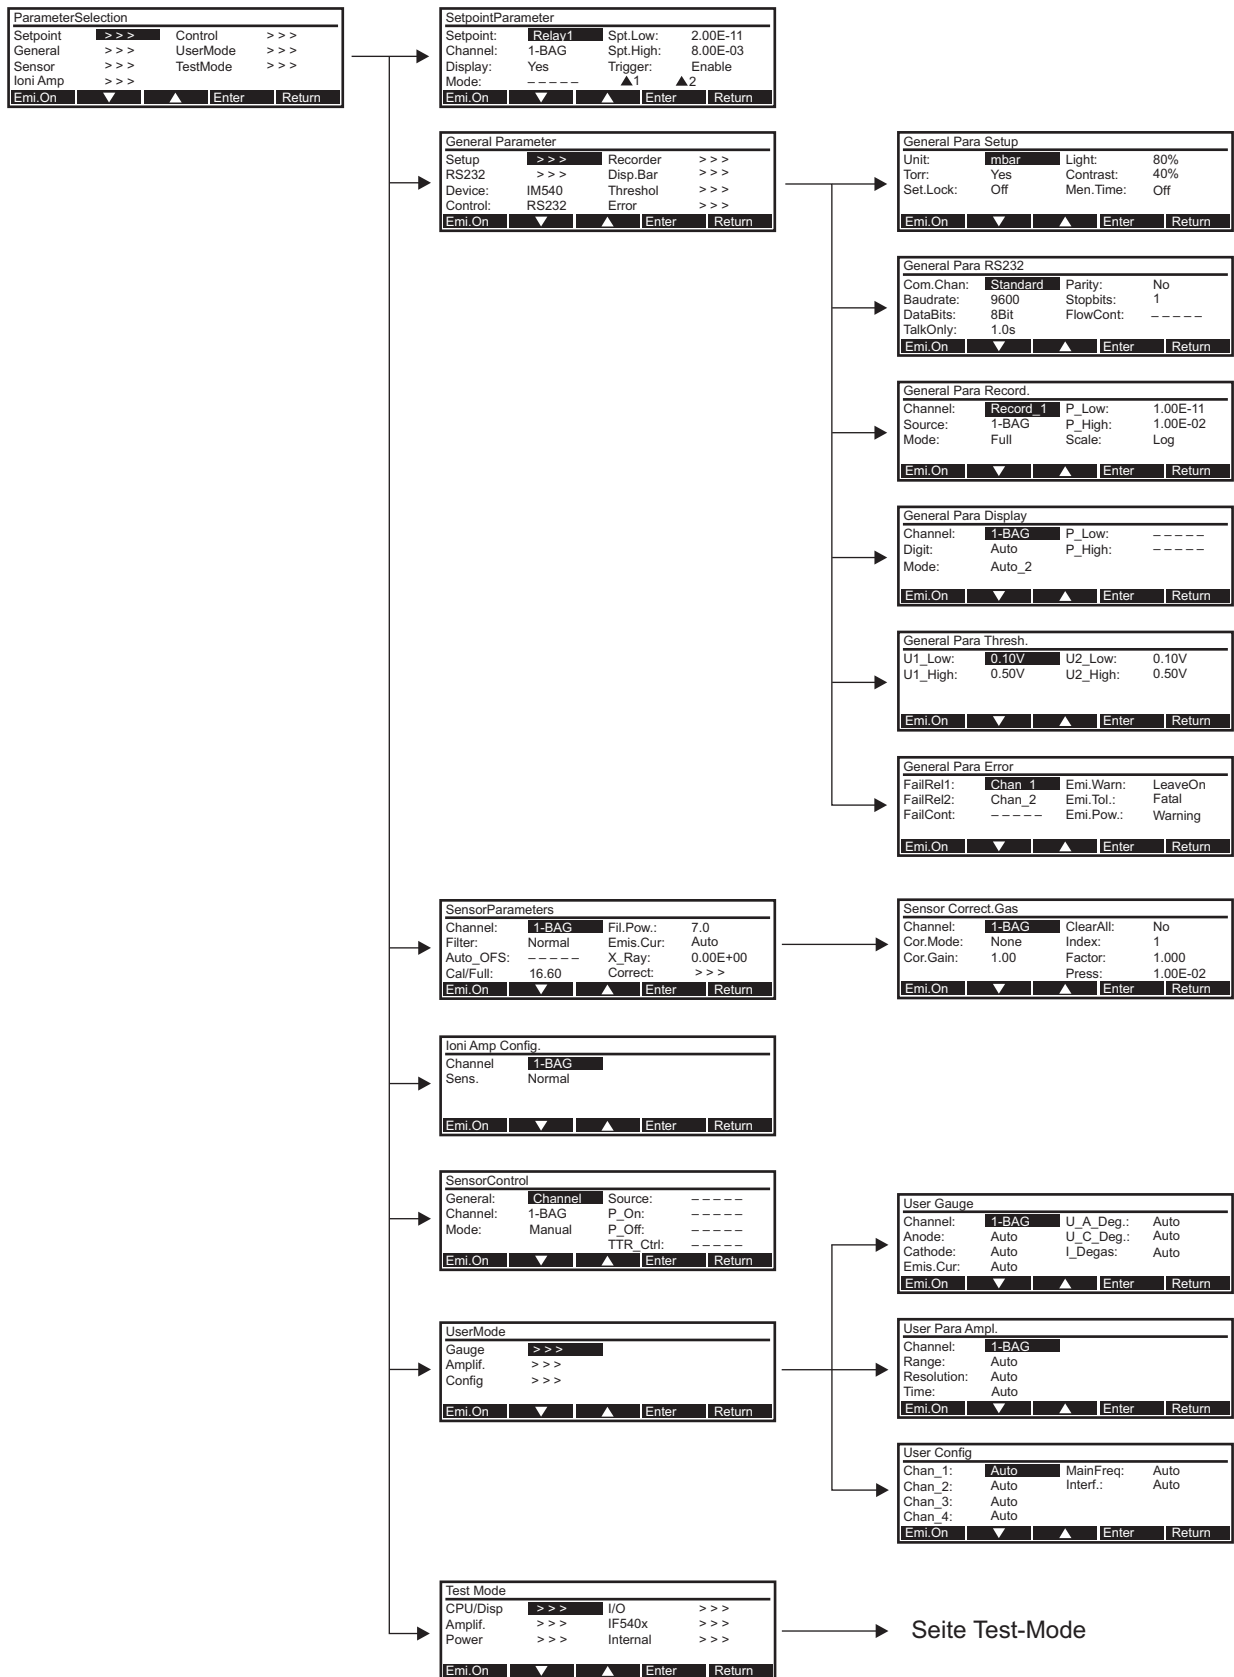 ParameterSelection
Setpoint >>> Control >>>
General >>> UserMode >>>
Sensor >>> TestMode >>>
Ioni Amp >>>
Emi.On ▼ ▲ Enter Return
SetpointParameter
Setpoint: Relay1 Spt.Low: 2.00E-11
Channel: 1-BAG Spt.High: 8.00E-03
Display: Yes Trigger: Enable
Mode: – – – – – ▲1 ▲2
Emi.On ▼ ▲ Enter Return
General Parameter
Setup >>> Recorder >>>
RS232 >>> Disp.Bar >>>
Device: IM540 Threshol >>>
Control: RS232 Error >>>
Emi.On ▼ ▲ Enter Return
General Para Setup
Unit: mbar Light: 80%
Torr: Yes Contrast: 40%
Set.Lock: Off Men.Time: Off
Emi.On ▼ ▲ Enter Return
General Para RS232
Com.Chan: Standard Parity: No
Baudrate: 9600 Stopbits: 1
DataBits: 8Bit FlowCont: – – – – –
TalkOnly: 1.0s
Emi.On ▼ ▲ Enter Return
General Para Record.
Channel: Record_1 P_Low: 1.00E-11
Source: 1-BAG P_High: 1.00E-02
Mode: Full Scale: Log
Emi.On ▼ ▲ Enter Return
General Para Display
Channel: 1-BAG P_Low: – – – – –
Digit: Auto P_High: – – – – –
Mode: Auto_2
Emi.On ▼ ▲ Enter Return
General Para Thresh.
U1_Low: 0.10V U2_Low: 0.10V
U1_High: 0.50V U2_High: 0.50V
Emi.On ▼ ▲ Enter Return
General Para Error
FailRel1: Chan_1 Emi.Warn: LeaveOn
FailRel2: Chan_2 Emi.Tol.: Fatal
FailCont: – – – – – Emi.Pow.: Warning
Emi.On ▼ ▲ Enter Return
SensorParameters
Channel: 1-BAG Fil.Pow.: 7.0
Filter: Normal Emis.Cur: Auto
Auto_OFS: – – – – – X_Ray: 0.00E+00
Cal/Full: 16.60 Correct: >>>
Emi.On ▼ ▲ Enter Return
Sensor Correct.Gas
Channel: 1-BAG ClearAll: No
Cor.Mode: None Index: 1
Cor.Gain: 1.00 Factor: 1.000
Press: 1.00E-02
Emi.On ▼ ▲ Enter Return
Ioni Amp Config.
Channel 1-BAG
Sens. Normal
Emi.On ▼ ▲ Enter Return
SensorControl
General: Channel Source: – – – – –
Channel: 1-BAG P_On: – – – – –
Mode: Manual P_Off: – – – – –
TTR_Ctrl: – – – – –
Emi.On ▼ ▲ Enter Return
UserMode
Gauge >>>
Amplif. >>>
Config >>>
Emi.On ▼ ▲ Enter Return
User Gauge
Channel: 1-BAG U_A_Deg.: Auto
Anode: Auto U_C_Deg.: Auto
Cathode: Auto I_Degas: Auto
Emis.Cur: Auto
Emi.On ▼ ▲ Enter Return
User Para Ampl.
Channel: 1-BAG
Range: Auto
Resolution: Auto
Time: Auto
Emi.On ▼ ▲ Enter Return
User Config
Chan_1: Auto MainFreq: Auto
Chan_2: Auto Interf.: Auto
Chan_3: Auto
Chan_4: Auto
Emi.On ▼ ▲ Enter Return
Test Mode
CPU/Disp >>> I/O >>>
Amplif. >>> IF540x >>>
Power >>> Internal >>>
Emi.On ▼ ▲ Enter Return
Seite Test-Mode